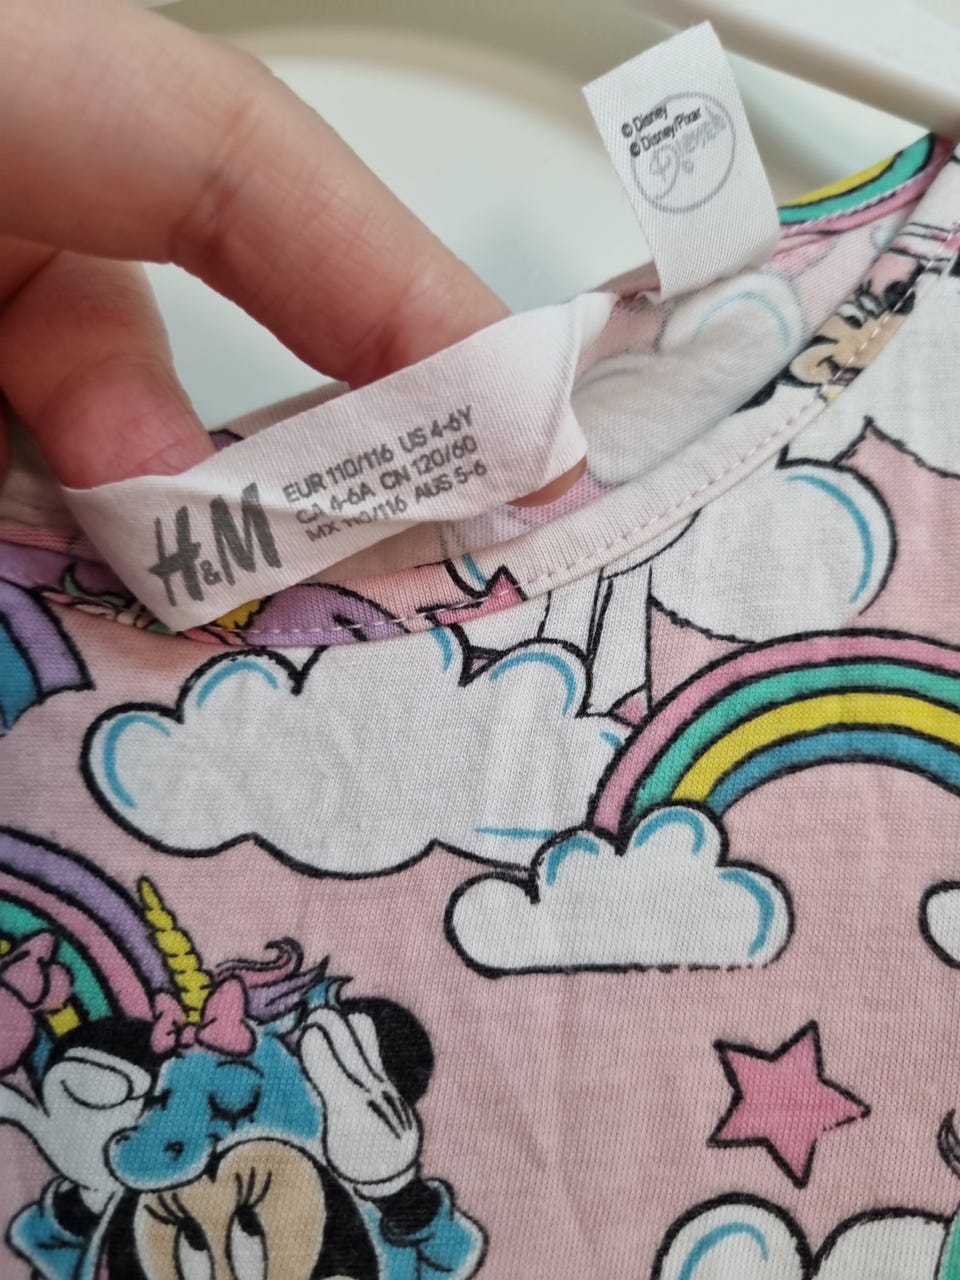 © Disney
© Disney/Pixar
Disney
©
H&M
EUR 110/116 US 4-6Y
CA 4-6A CN 120/60
MX 110/116 AUS 5-6